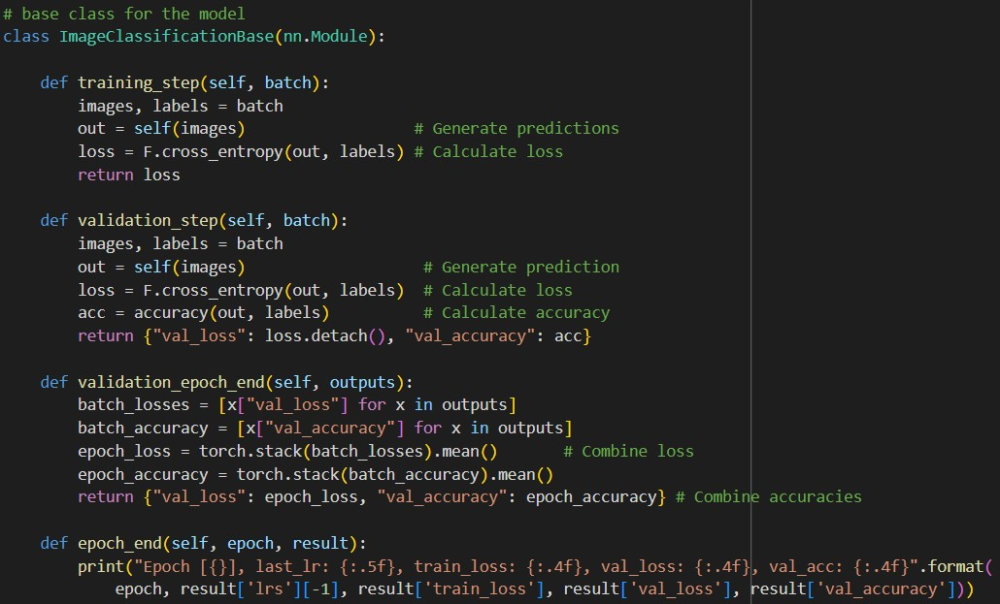 # base class for the model
class ImageClassificationBase(nn.Module):

    def training_step(self, batch):
        images, labels = batch
        out = self(images)                  # Generate predictions
        loss = F.cross_entropy(out, labels) # Calculate loss
        return loss

    def validation_step(self, batch):
        images, labels = batch
        out = self(images)                   # Generate prediction
        loss = F.cross_entropy(out, labels)  # Calculate loss
        acc = accuracy(out, labels)          # Calculate accuracy
        return {"val_loss": loss.detach(), "val_accuracy": acc}

    def validation_epoch_end(self, outputs):
        batch_losses = [x["val_loss"] for x in outputs]
        batch_accuracy = [x["val_accuracy"] for x in outputs]
        epoch_loss = torch.stack(batch_losses).mean()       # Combine loss
        epoch_accuracy = torch.stack(batch_accuracy).mean()
        return {"val_loss": epoch_loss, "val_accuracy": epoch_accuracy} # Combine accuracies

    def epoch_end(self, epoch, result):
        print("Epoch [{}], last_lr: {:.5f}, train_loss: {:.4f}, val_loss: {:.4f}, val_acc: {:.4f}".format(
            epoch, result['lrs'][-1], result['train_loss'], result['val_loss'], result['val_accuracy']))